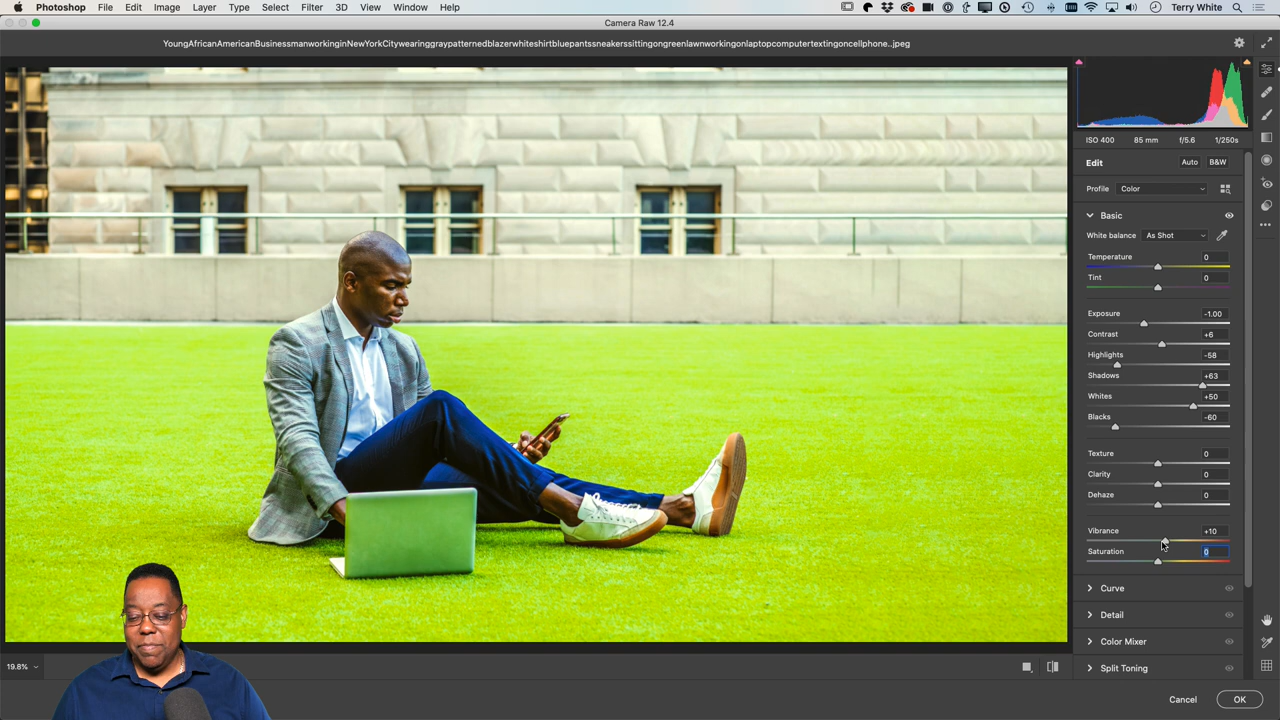 Photoshop File Edit Image Layer Type Select Filter 3D View Window Help Terry White
Camera Raw 12.4
YoungAfricanAmericanBusinessmanworkinginNewYorkCitywearinggraypatternedblazerwhiteshirtbluepantssneakerssittingongreenlawnworkingonlaptopcomputertextingoncellphone..jpeg
ISO 400 85 mm f/5.6 1/250s
Edit Auto B&W
Profile Color
Basic
White balance As Shot
Temperature 0
Tint 0
Exposure -1.00
Contrast +6
Highlights -58
Shadows +63
Whites +50
Blacks -60
Texture 0
Clarity 0
Dehaze 0
Vibrance +10
Saturation 0
Curve
Detail
Color Mixer
Split Toning
19.8%
Cancel OK